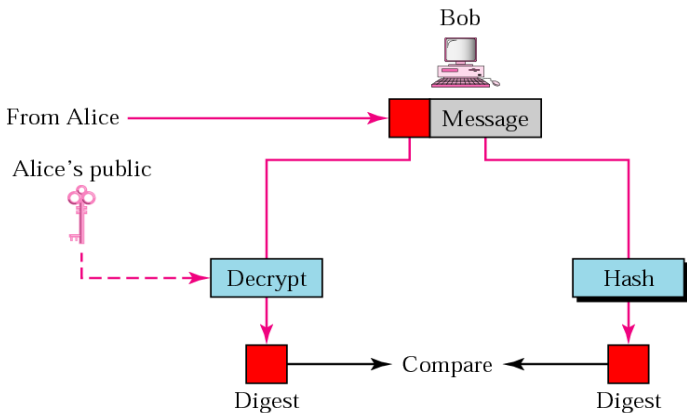 Bob
From Alice
Message
Alice's public
Decrypt
Hash
Compare
Digest
Digest